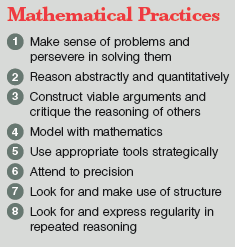 Mathematical Practices
1 Make sense of problems and
persevere in solving them
2 Reason abstractly and quantitatively
3 Construct viable arguments and
critique the reasoning of others
4 Model with mathematics
5 Use appropriate tools strategically
6 Attend to precision
7 Look for and make use of structure
8 Look for and express regularity in
repeated reasoning